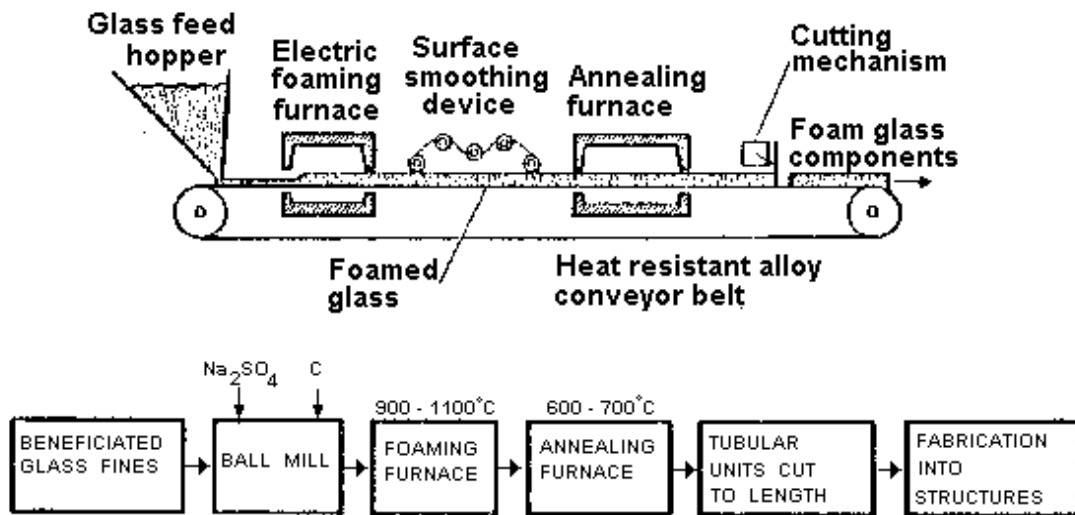 Glass feed
hopper
Electric
foaming
furnace
Surface
smoothing
device
Annealing
furnace
Cutting
mechanism
Foam glass
components
Foamed
glass
Heat resistant alloy
conveyor belt
Na2SO4
C
900 - 1100°C
600 - 700°C
BENEFICIATED
GLASS FINES
BALL MILL
FOAMING
FURNACE
ANNEALING
FURNACE
TUBULAR
UNITS CUT
TO LENGTH
FABRICATION
INTO
STRUCTURES